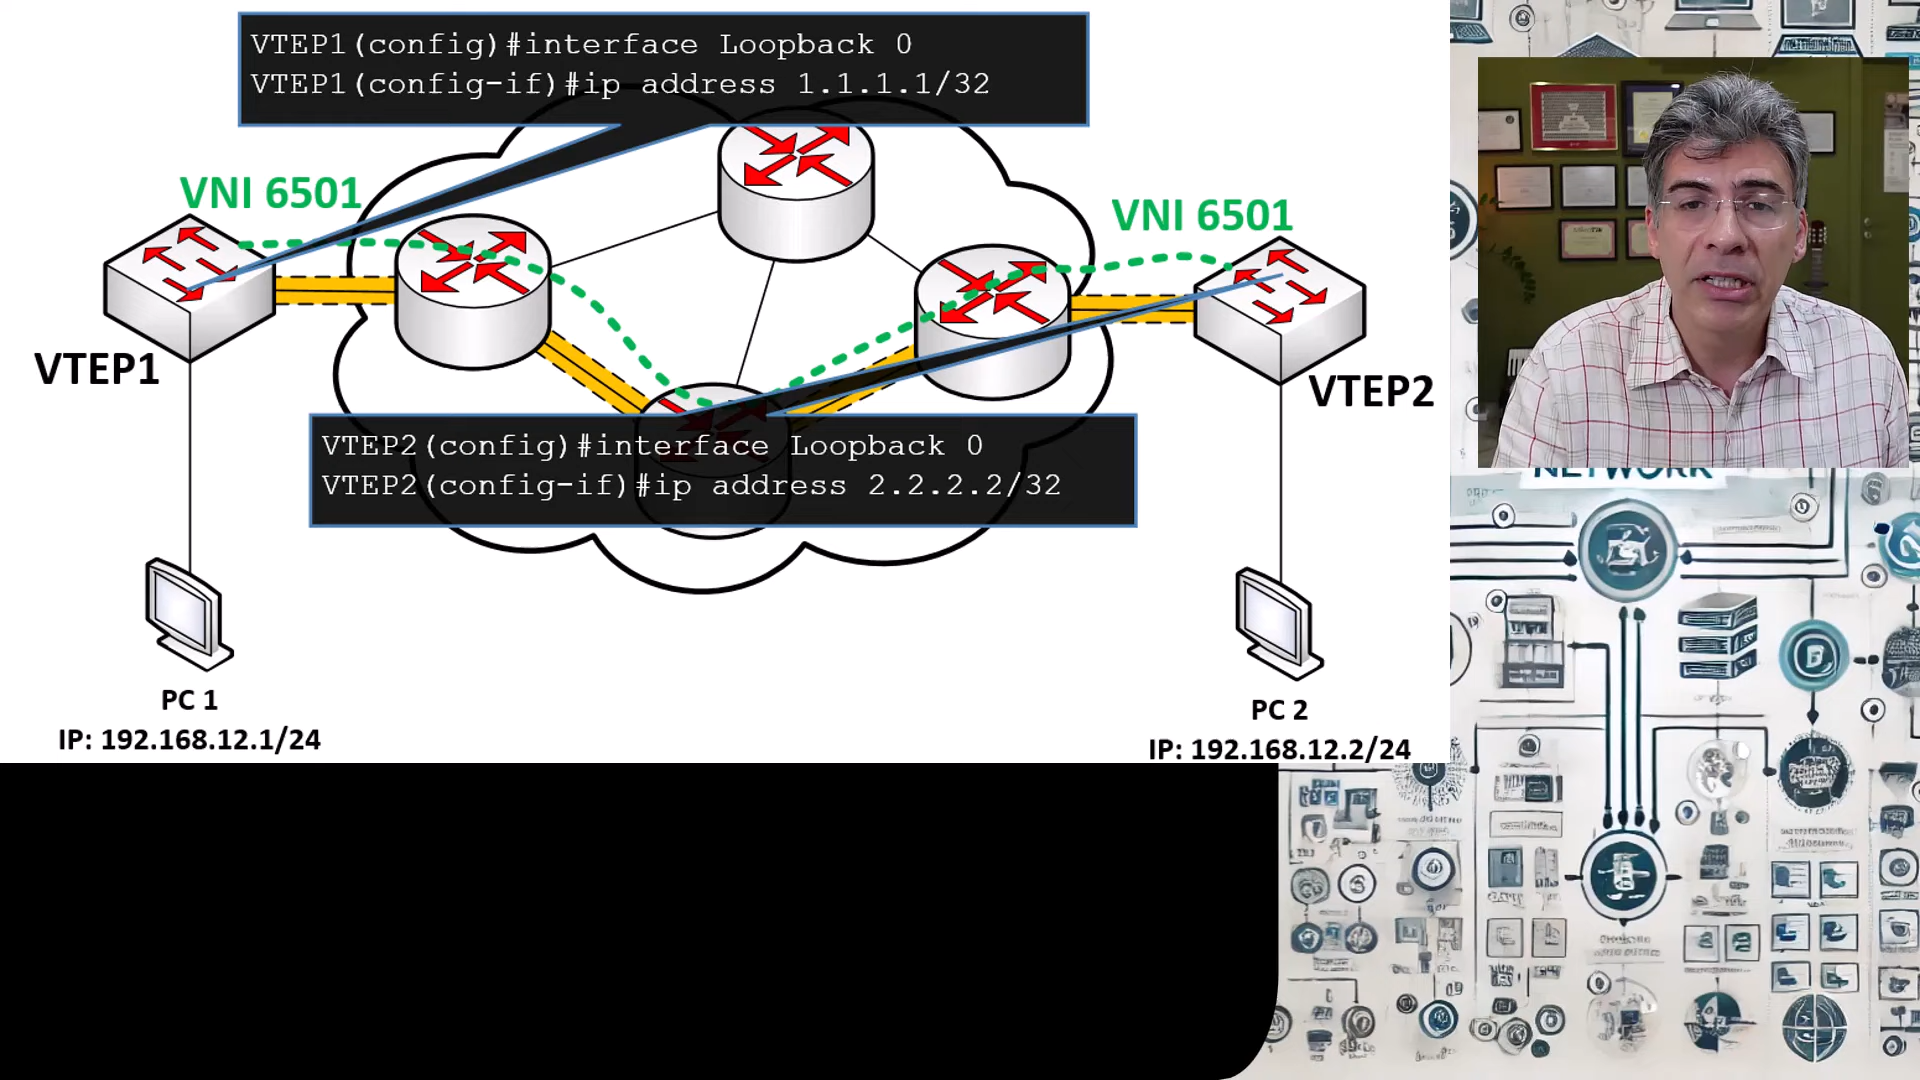 VTEP1(config)#interface Loopback 0
VTEP1(config-if)#ip address 1.1.1.1/32
VNI 6501
VNI 6501
VTEP1
VTEP2
VTEP2(config)#interface Loopback 0
VTEP2(config-if)#ip address 2.2.2.2/32
PC 1
IP: 192.168.12.1/24
PC 2
IP: 192.168.12.2/24
NETWORK